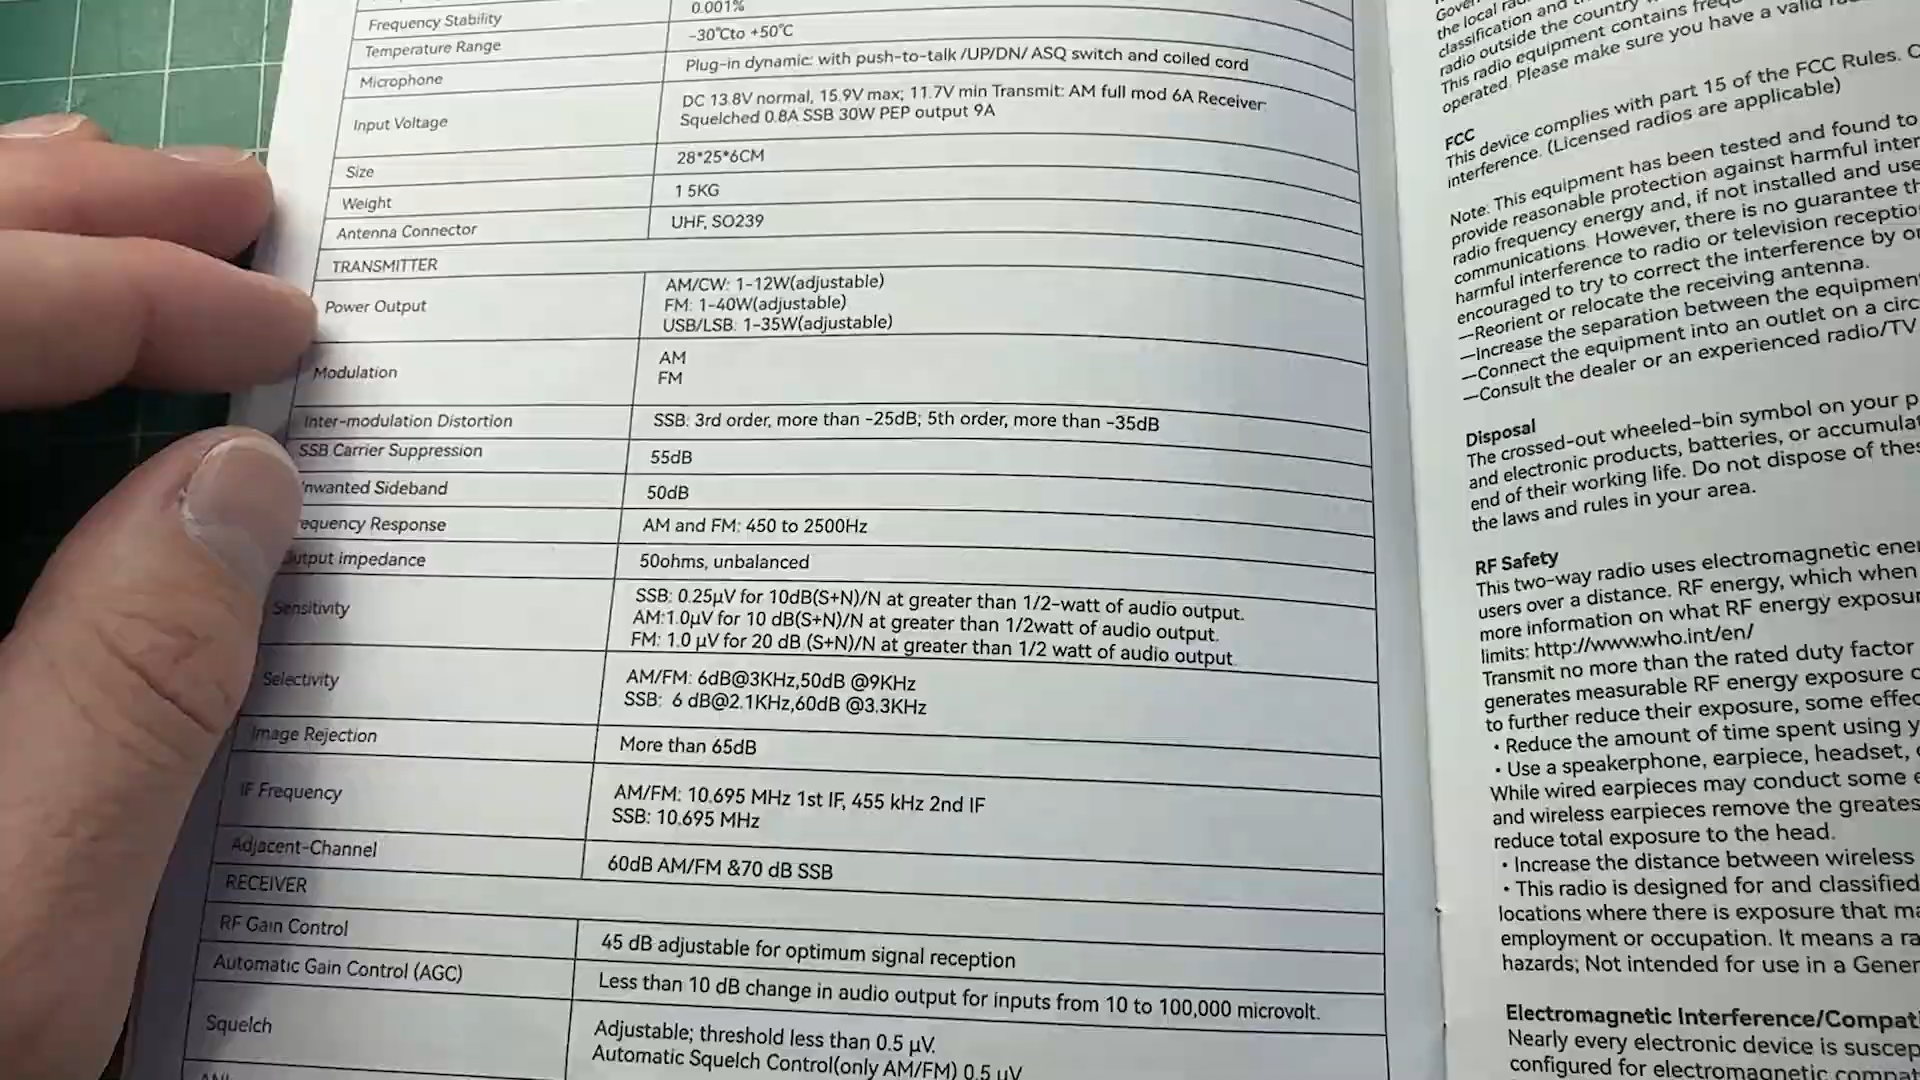 Frequency Stability
0.001%
Temperature Range
-30℃to +50℃
Microphone
Plug-in dynamic: with push-to-talk /UP/DN/ ASQ switch and coiled cord
Input Voltage
DC 13.8V normal, 15.9V max; 11.7V min Transmit: AM full mod 6A Receiver:
Squelched 0.8A SSB 30W PEP output 9A
Size
28*25*6CM
Weight
1 5KG
Antenna Connector
UHF, SO239
TRANSMITTER
Power Output
AM/CW: 1-12W(adjustable)
FM: 1-40W(adjustable)
USB/LSB: 1-35W(adjustable)
Modulation
AM
FM
Inter-modulation Distortion
SSB: 3rd order, more than -25dB; 5th order, more than -35dB
SSB Carrier Suppression
55dB
nwanted Sideband
50dB
equency Response
AM and FM: 450 to 2500Hz
Output impedance
50ohms, unbalanced
Sensitivity
SSB: 0.25μV for 10dB(S+N)/N at greater than 1/2-watt of audio output.
AM:1.0μV for 10 dB(S+N)/N at greater than 1/2watt of audio output.
FM: 1.0 μV for 20 dB (S+N)/N at greater than 1/2 watt of audio output
Selectivity
AM/FM: 6dB@3KHz,50dB @9KHz
SSB: 6 dB@2.1KHz,60dB @3.3KHz
Image Rejection
More than 65dB
IF Frequency
AM/FM: 10.695 MHz 1st IF, 455 kHz 2nd IF
SSB: 10.695 MHz
Adjacent-Channel
60dB AM/FM &70 dB SSB
RECEIVER
RF Gain Control
45 dB adjustable for optimum signal reception
Automatic Gain Control (AGC)
Less than 10 dB change in audio output for inputs from 10 to 100,000 microvolt.
Squelch
Adjustable; threshold less than 0.5 μV.
Automatic Squelch Control(only AM/FM) 0.5 μV
the local
classification and
radio outside the country
This radio equipment contains
operated. Please make sure you have a valid
FCC
This device complies with part 15 of the FCC Rules.
interference. (Licensed radios are applicable)
Note: This equipment has been tested and found to
provide reasonable protection against harmful inter
radio frequency energy and, if not installed and use
communications. However, there is no guarantee th
harmful interference to radio or television receptio
encouraged to try to correct the interference by or
—Reorient or relocate the receiving antenna.
—Increase the separation between the equipment
—Connect the equipment into an outlet on a circ
—Consult the dealer or an experienced radio/TV
Disposal
The crossed-out wheeled-bin symbol on your p
and electronic products, batteries, or accumulat
end of their working life. Do not dispose of thes
the laws and rules in your area.
RF Safety
This two-way radio uses electromagnetic ener
users over a distance. RF energy, which when
more information on what RF energy exposur
limits: http://www.who.int/en/
Transmit no more than the rated duty factor
generates measurable RF energy exposure o
to further reduce their exposure, some effec
• Reduce the amount of time spent using y
• Use a speakerphone, earpiece, headset,
While wired earpieces may conduct some e
and wireless earpieces remove the greates
reduce total exposure to the head.
• Increase the distance between wireless
• This radio is designed for and classified
locations where there is exposure that ma
employment or occupation. It means a ra
hazards; Not intended for use in a Gener
Electromagnetic Interference/Compat
Nearly every electronic device is suscep
configured for electromagnetic compat